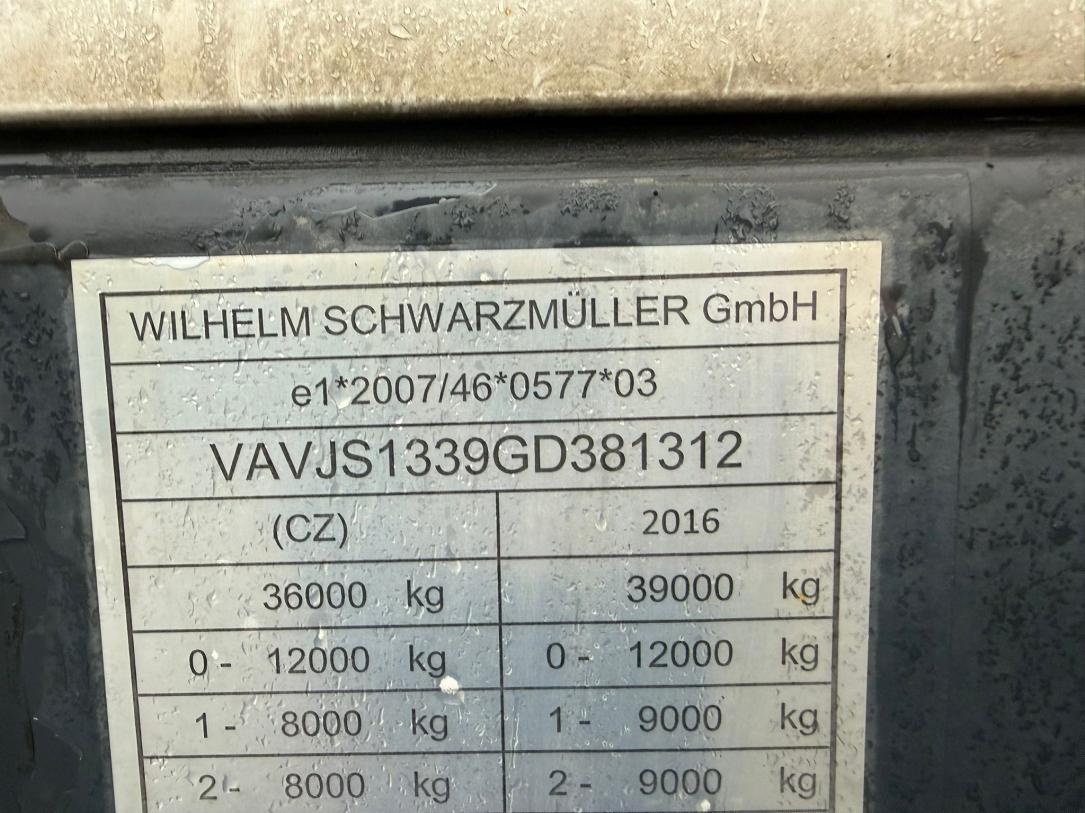 WILHELM SCHWARZMÜLLER GmbH
e1*2007/46*0577*03
VAVJS1339GD381312
(CZ) 2016
36000 kg 39000 kg
0 - 12000 kg 0 - 12000 kg
1 - 8000 kg 1 - 9000 kg
2 - 8000 kg 2 - 9000 kg